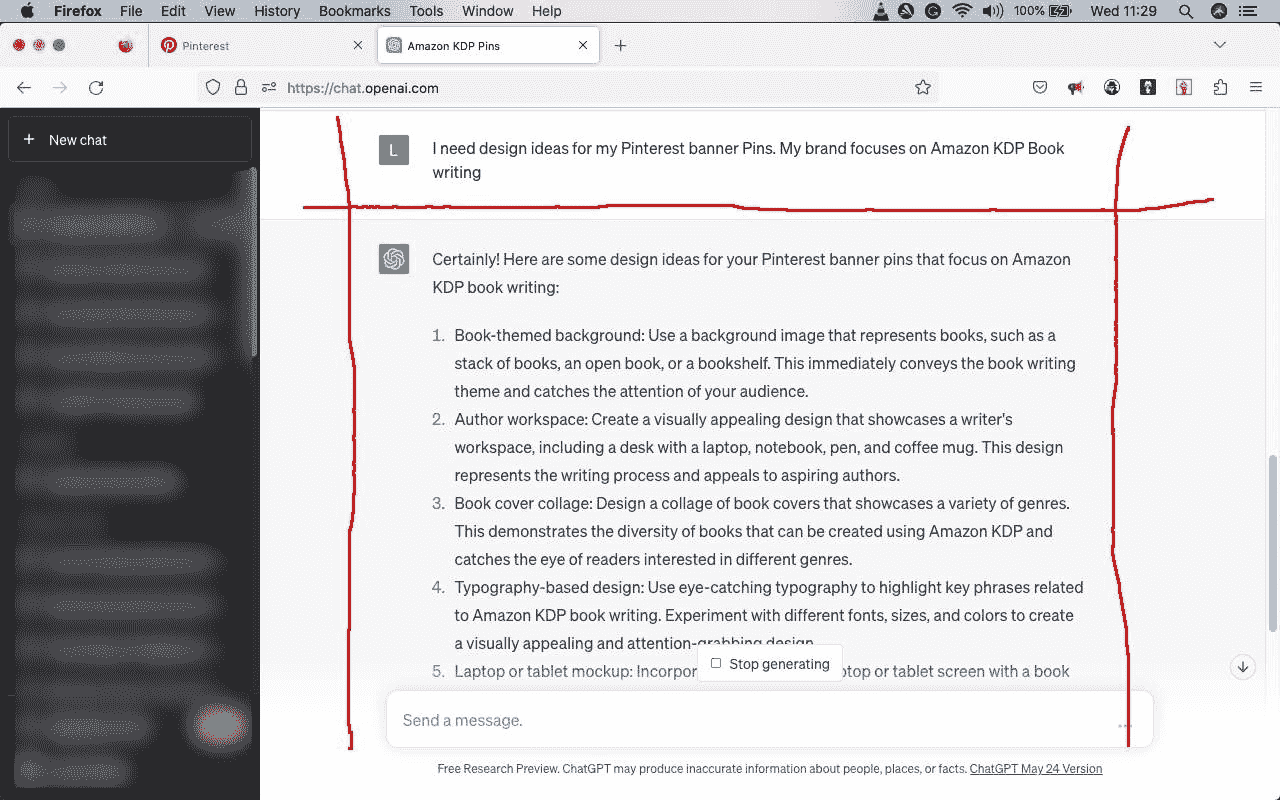 Firefox File Edit View History Bookmarks Tools Window Help 100% Wed 11:29
Pinterest Amazon KDP Pins
https://chat.openai.com
New chat
L
I need design ideas for my Pinterest banner Pins. My brand focuses on Amazon KDP Book
writing
Certainly! Here are some design ideas for your Pinterest banner pins that focus on Amazon
KDP book writing:
1. Book-themed background: Use a background image that represents books, such as a
stack of books, an open book, or a bookshelf. This immediately conveys the book writing
theme and catches the attention of your audience.
2. Author workspace: Create a visually appealing design that showcases a writer's
workspace, including a desk with a laptop, notebook, pen, and coffee mug. This design
represents the writing process and appeals to aspiring authors.
3. Book cover collage: Design a collage of book covers that showcases a variety of genres.
This demonstrates the diversity of books that can be created using Amazon KDP and
catches the eye of readers interested in different genres.
4. Typography-based design: Use eye-catching typography to highlight key phrases related
to Amazon KDP book writing. Experiment with different fonts, sizes, and colors to create
a visually appealing and attention-grabbing design.
Stop generating
5. Laptop or tablet mockup: or tablet screen with a book
Send a message.
Free Research Preview. ChatGPT may produce inaccurate information about people, places, or facts. ChatGPT May 24 Version